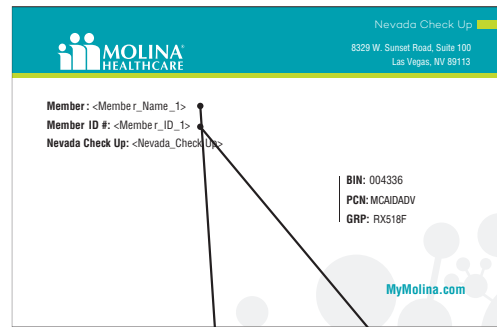 Nevada Check Up
MOLINA
HEALTHCARE
8329 W. Sunset Road, Suite 100
Las Vegas, NV 89113
Member: <Member_Name_1>
Member ID #: <Member_ID_1>
Nevada Check Up: <Nevada_Check Up>
BIN: 004336
PCN: MCAIDADV
GRP: RX518F
MyMolina.com